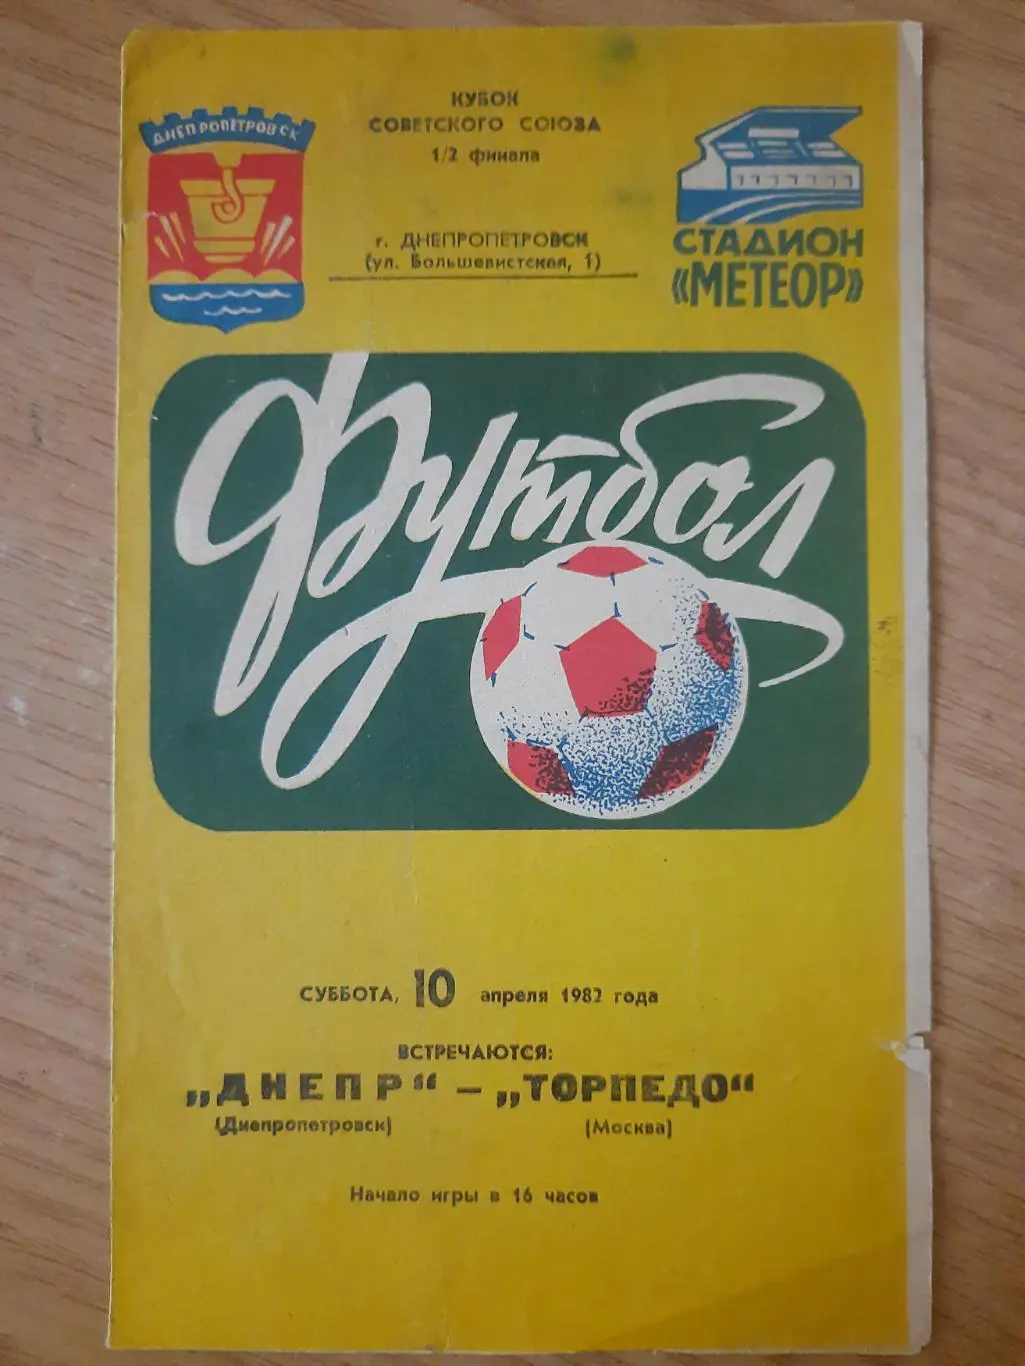 ДНЕПРОПЕТРОВСК
КУБОК
СОВЕТСКОГО СОЮЗА
1/2 финала
г. ДНЕПРОПЕТРОВСК
(ул. Большевистская, 1)
СТАДИОН
«МЕТЕОР»
Футбол
СУББОТА, 10 апреля 1982 года
ВСТРЕЧАЮТСЯ:
„ДНЕПР“ – „ТОРПЕДО“
(Днепропетровск) (Москва)
Начало игры в 16 часов